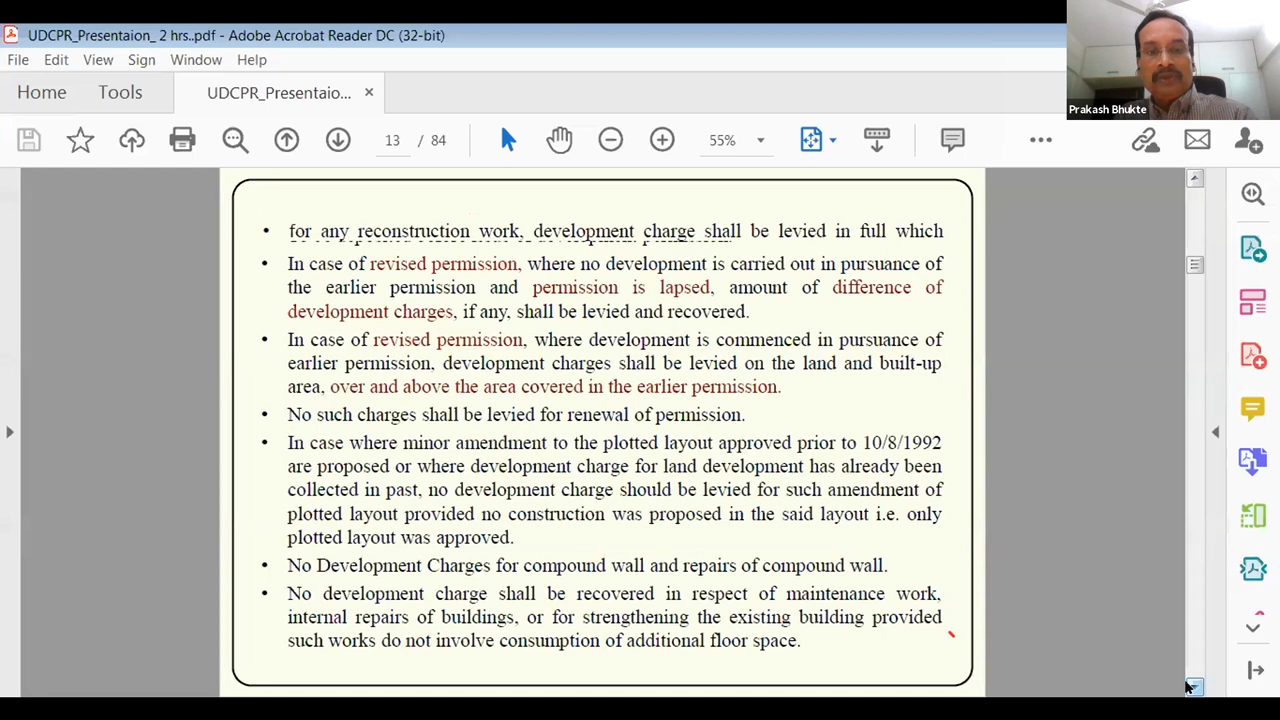 UDCPR_Presentaion_ 2 hrs..pdf - Adobe Acrobat Reader DC (32-bit)
File Edit View Sign Window Help
Home Tools UDCPR_Presentaio... ×
13 / 84 55%
Prakash Bhukte
• for any reconstruction work, development charge shall be levied in full which
• In case of revised permission, where no development is carried out in pursuance of
the earlier permission and permission is lapsed, amount of difference of
development charges, if any, shall be levied and recovered.
• In case of revised permission, where development is commenced in pursuance of
earlier permission, development charges shall be levied on the land and built-up
area, over and above the area covered in the earlier permission.
• No such charges shall be levied for renewal of permission.
• In case where minor amendment to the plotted layout approved prior to 10/8/1992
are proposed or where development charge for land development has already been
collected in past, no development charge should be levied for such amendment of
plotted layout provided no construction was proposed in the said layout i.e. only
plotted layout was approved.
• No Development Charges for compound wall and repairs of compound wall.
• No development charge shall be recovered in respect of maintenance work,
internal repairs of buildings, or for strengthening the existing building provided
such works do not involve consumption of additional floor space.